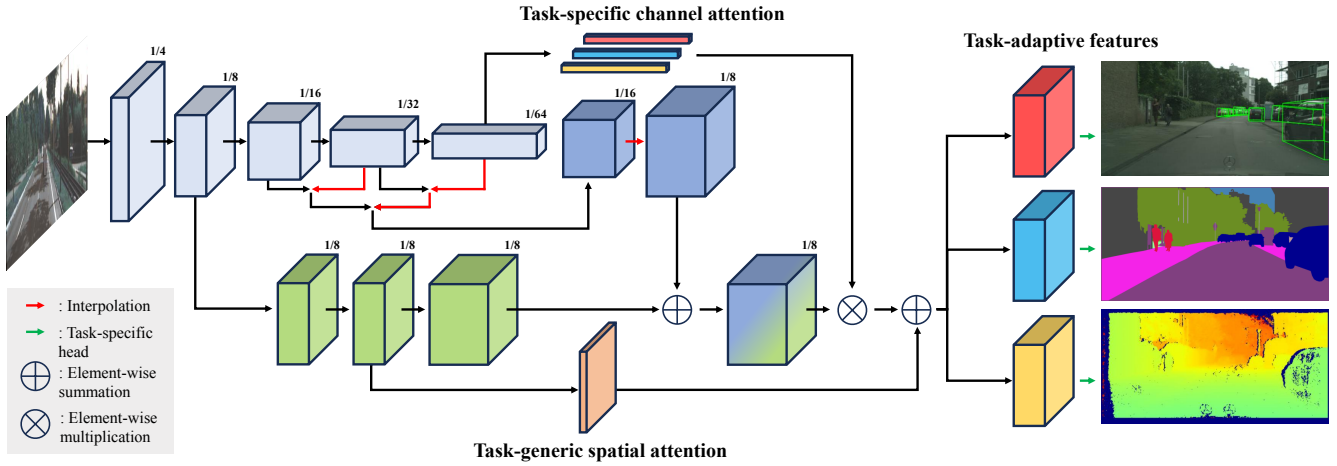 Task-specific channel attention
Task-adaptive features
1/4
1/8
1/16
1/32
1/64
1/16
1/8
1/8
1/8
1/8
1/8
: Interpolation
: Task-specific
head
: Element-wise
summation
: Element-wise
multiplication
Task-generic spatial attention